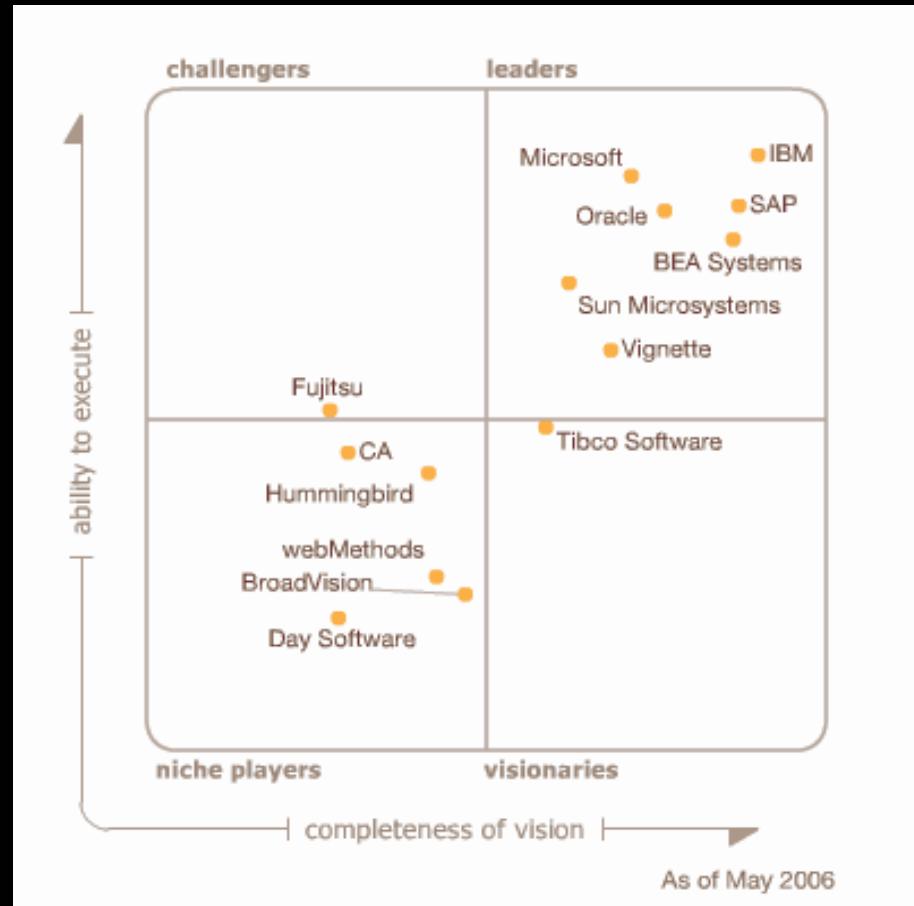 challengers
leaders
Microsoft
IBM
Oracle
SAP
BEA Systems
Sun Microsystems
Vignette
Fujitsu
Tibco Software
CA
Hummingbird
webMethods
BroadVision
Day Software
ability to execute
niche players
visionaries
completeness of vision
As of May 2006